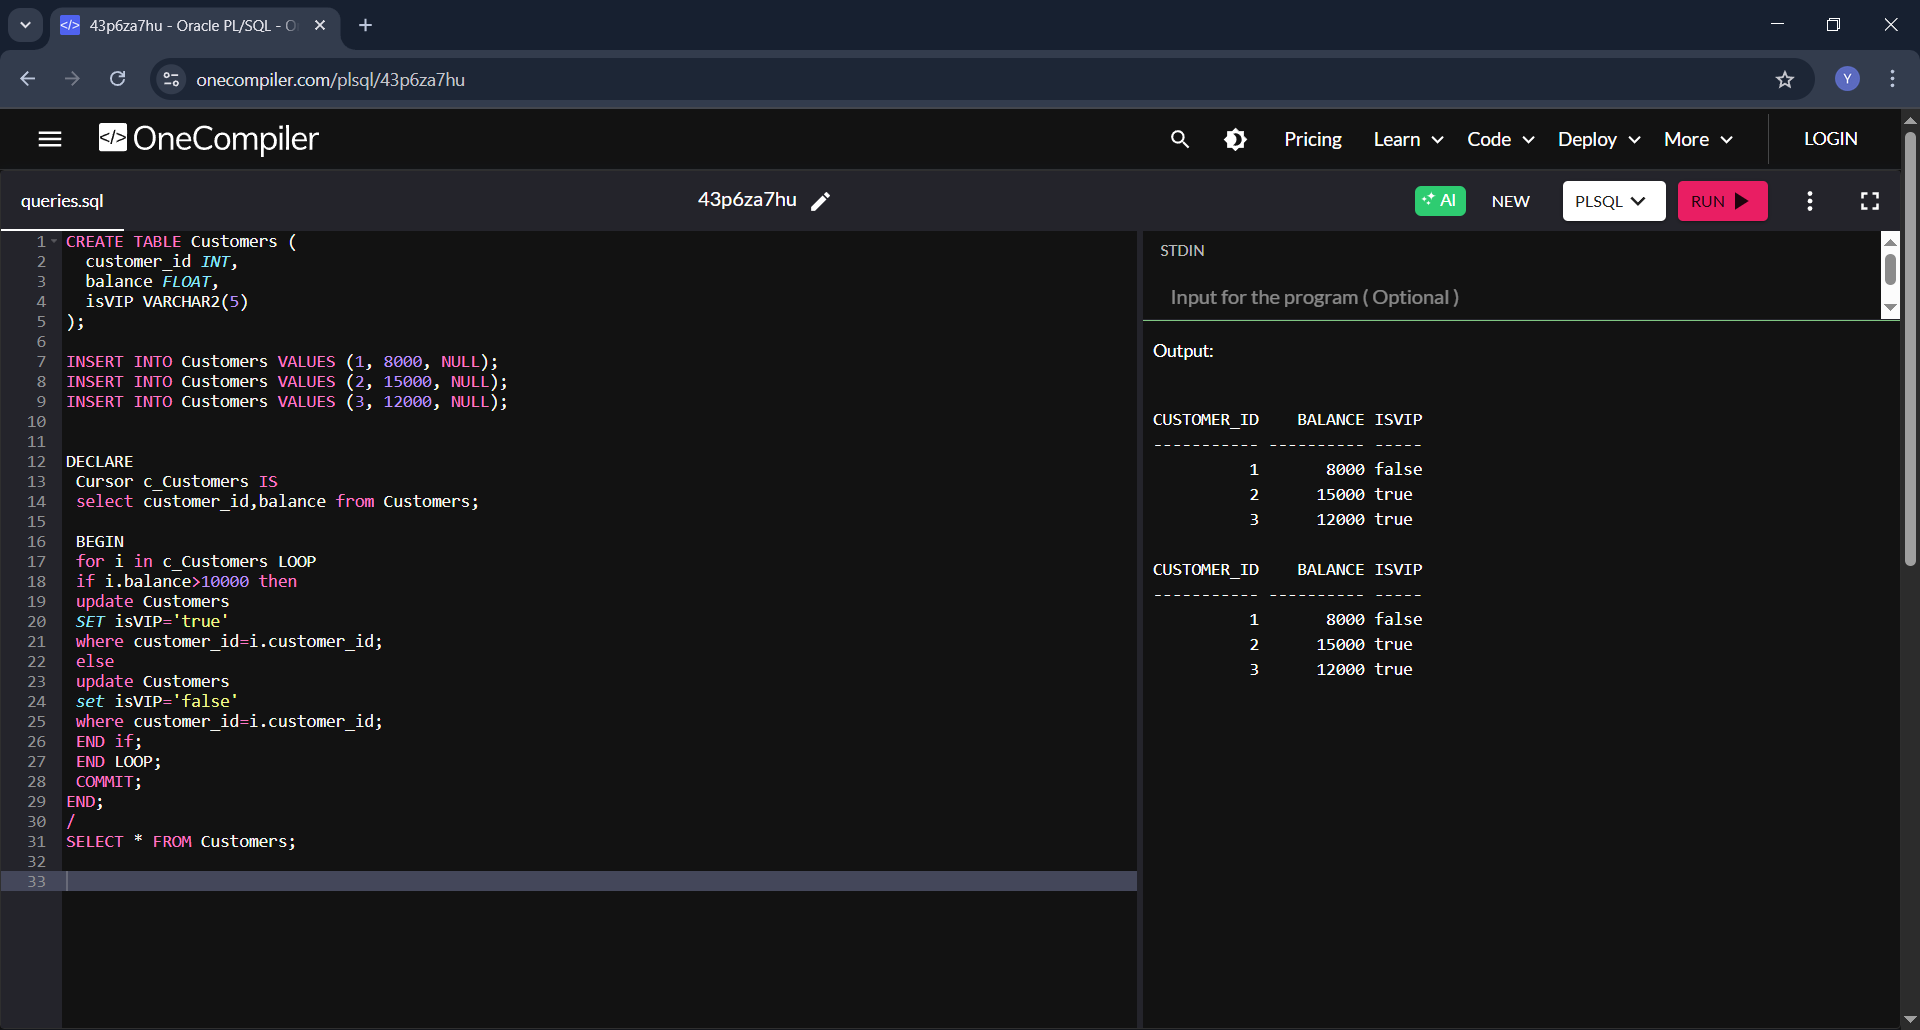 43p6za7hu - Oracle PL/SQL - O
onecompiler.com/plsql/43p6za7hu
Y
</> OneCompiler
Pricing
Learn
Code
Deploy
More
LOGIN
queries.sql
43p6za7hu
AI
NEW
PLSQL
RUN
1 CREATE TABLE Customers (
2   customer_id INT,
3   balance FLOAT,
4   isVIP VARCHAR2(5)
5 );
6
7 INSERT INTO Customers VALUES (1, 8000, NULL);
8 INSERT INTO Customers VALUES (2, 15000, NULL);
9 INSERT INTO Customers VALUES (3, 12000, NULL);
10
11
12 DECLARE
13  Cursor c_Customers IS
14  select customer_id,balance from Customers;
15
16  BEGIN
17  for i in c_Customers LOOP
18  if i.balance>10000 then
19  update Customers
20  SET isVIP='true'
21  where customer_id=i.customer_id;
22  else
23  update Customers
24  set isVIP='false'
25  where customer_id=i.customer_id;
26  END if;
27  END LOOP;
28  COMMIT;
29 END;
30 /
31 SELECT * FROM Customers;
32
33
STDIN
Input for the program ( Optional )
Output:
CUSTOMER_ID    BALANCE ISVIP
----------- ---------- -----
          1       8000 false
          2      15000 true
          3      12000 true
CUSTOMER_ID    BALANCE ISVIP
----------- ---------- -----
          1       8000 false
          2      15000 true
          3      12000 true